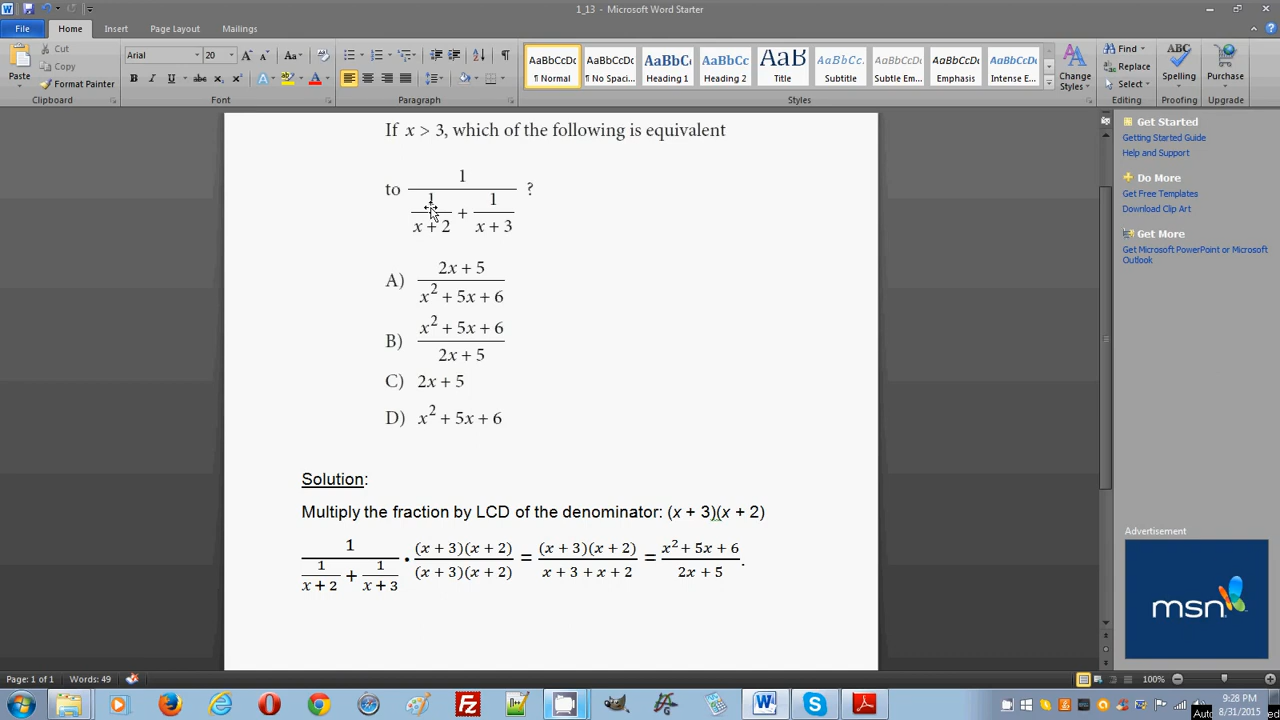 1_13 - Microsoft Word Starter
File Home Insert Page Layout Mailings
Paste Cut Copy Format Painter
Arial 20
AaBbCcDc AaBbCcDc AaBbC AaBbCc AaB AaBbCc. AaBbCcDc AaBbCcDc AaBbCcDc
¶ Normal ¶ No Spaci... Heading 1 Heading 2 Title Subtitle Subtle Em... Emphasis Intense E...
Change Styles
Find Replace Select
Spelling Purchase
Clipboard Font Paragraph Styles Editing Proofing Upgrade
If x > 3, which of the following is equivalent
to 1 / (1/(x + 2) + 1/(x + 3)) ?
A) (2x + 5)/(x² + 5x + 6)
B) (x² + 5x + 6)/(2x + 5)
C) 2x + 5
D) x² + 5x + 6
Solution:
Multiply the fraction by LCD of the denominator: (x + 3)(x + 2)
1 / (1/(x + 2) + 1/(x + 3)) • (x + 3)(x + 2)/(x + 3)(x + 2) = (x + 3)(x + 2)/(x + 3 + x + 2) = (x² + 5x + 6)/(2x + 5).
Get Started
Getting Started Guide
Help and Support
Do More
Get Free Templates
Download Clip Art
Get More
Get Microsoft PowerPoint or Microsoft
Outlook
Advertisement
msn
Page: 1 of 1 Words: 49
100%
9:28 PM
8/31/2015